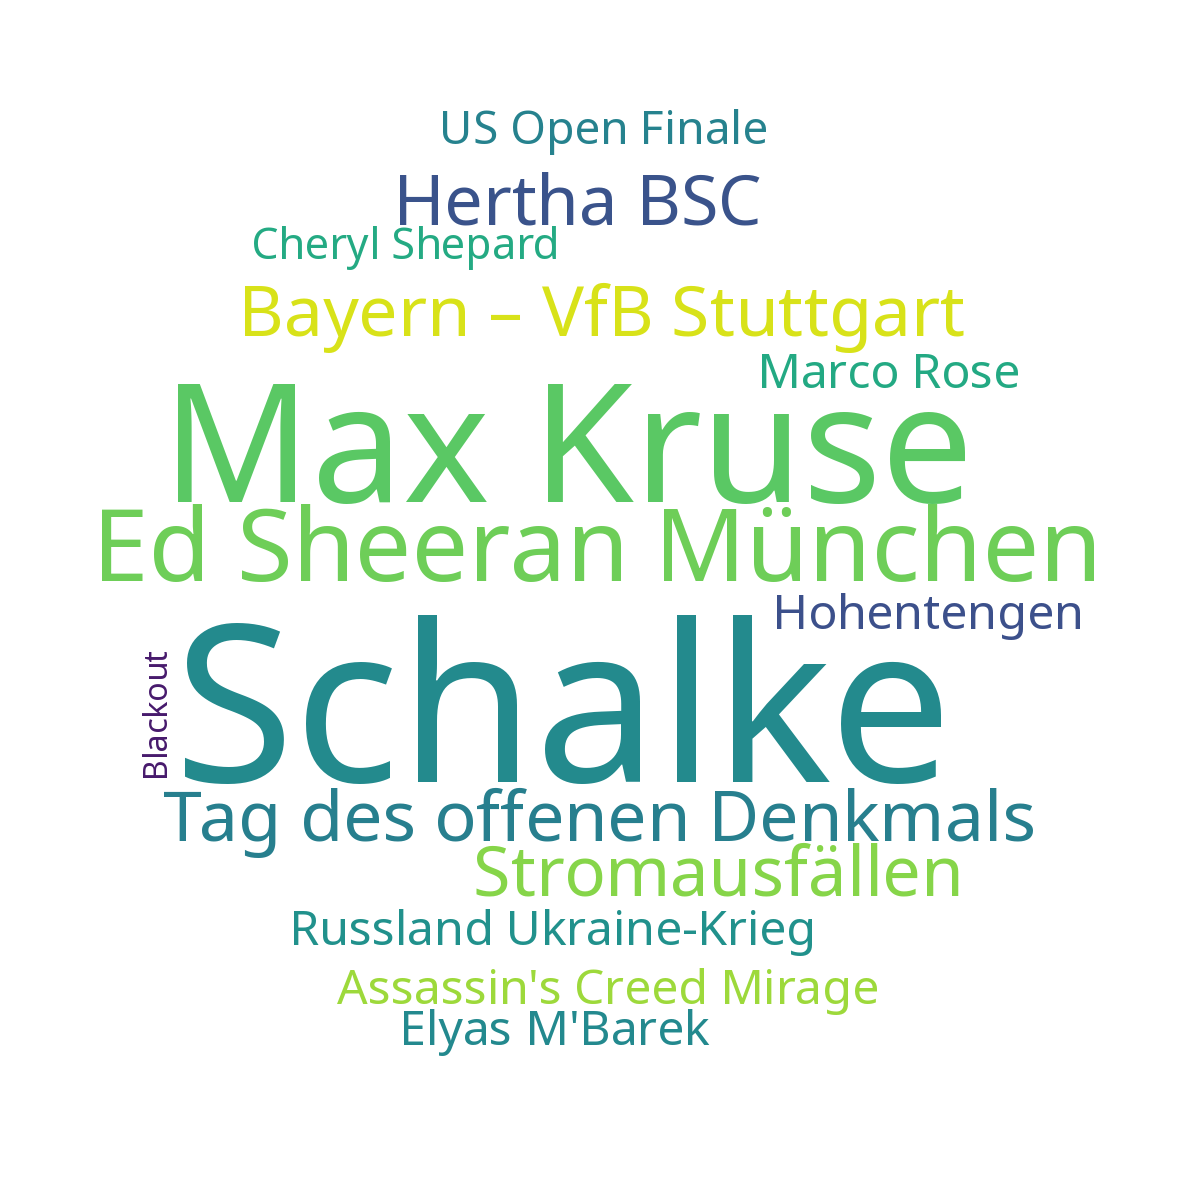 US Open Finale
Hertha BSC
Cheryl Shepard
Bayern – VfB Stuttgart
Marco Rose
Max Kruse
Ed Sheeran München
Hohentengen
Schalke
Blackout
Tag des offenen Denkmals
Stromausfällen
Russland Ukraine-Krieg
Assassin's Creed Mirage
Elyas M'Barek